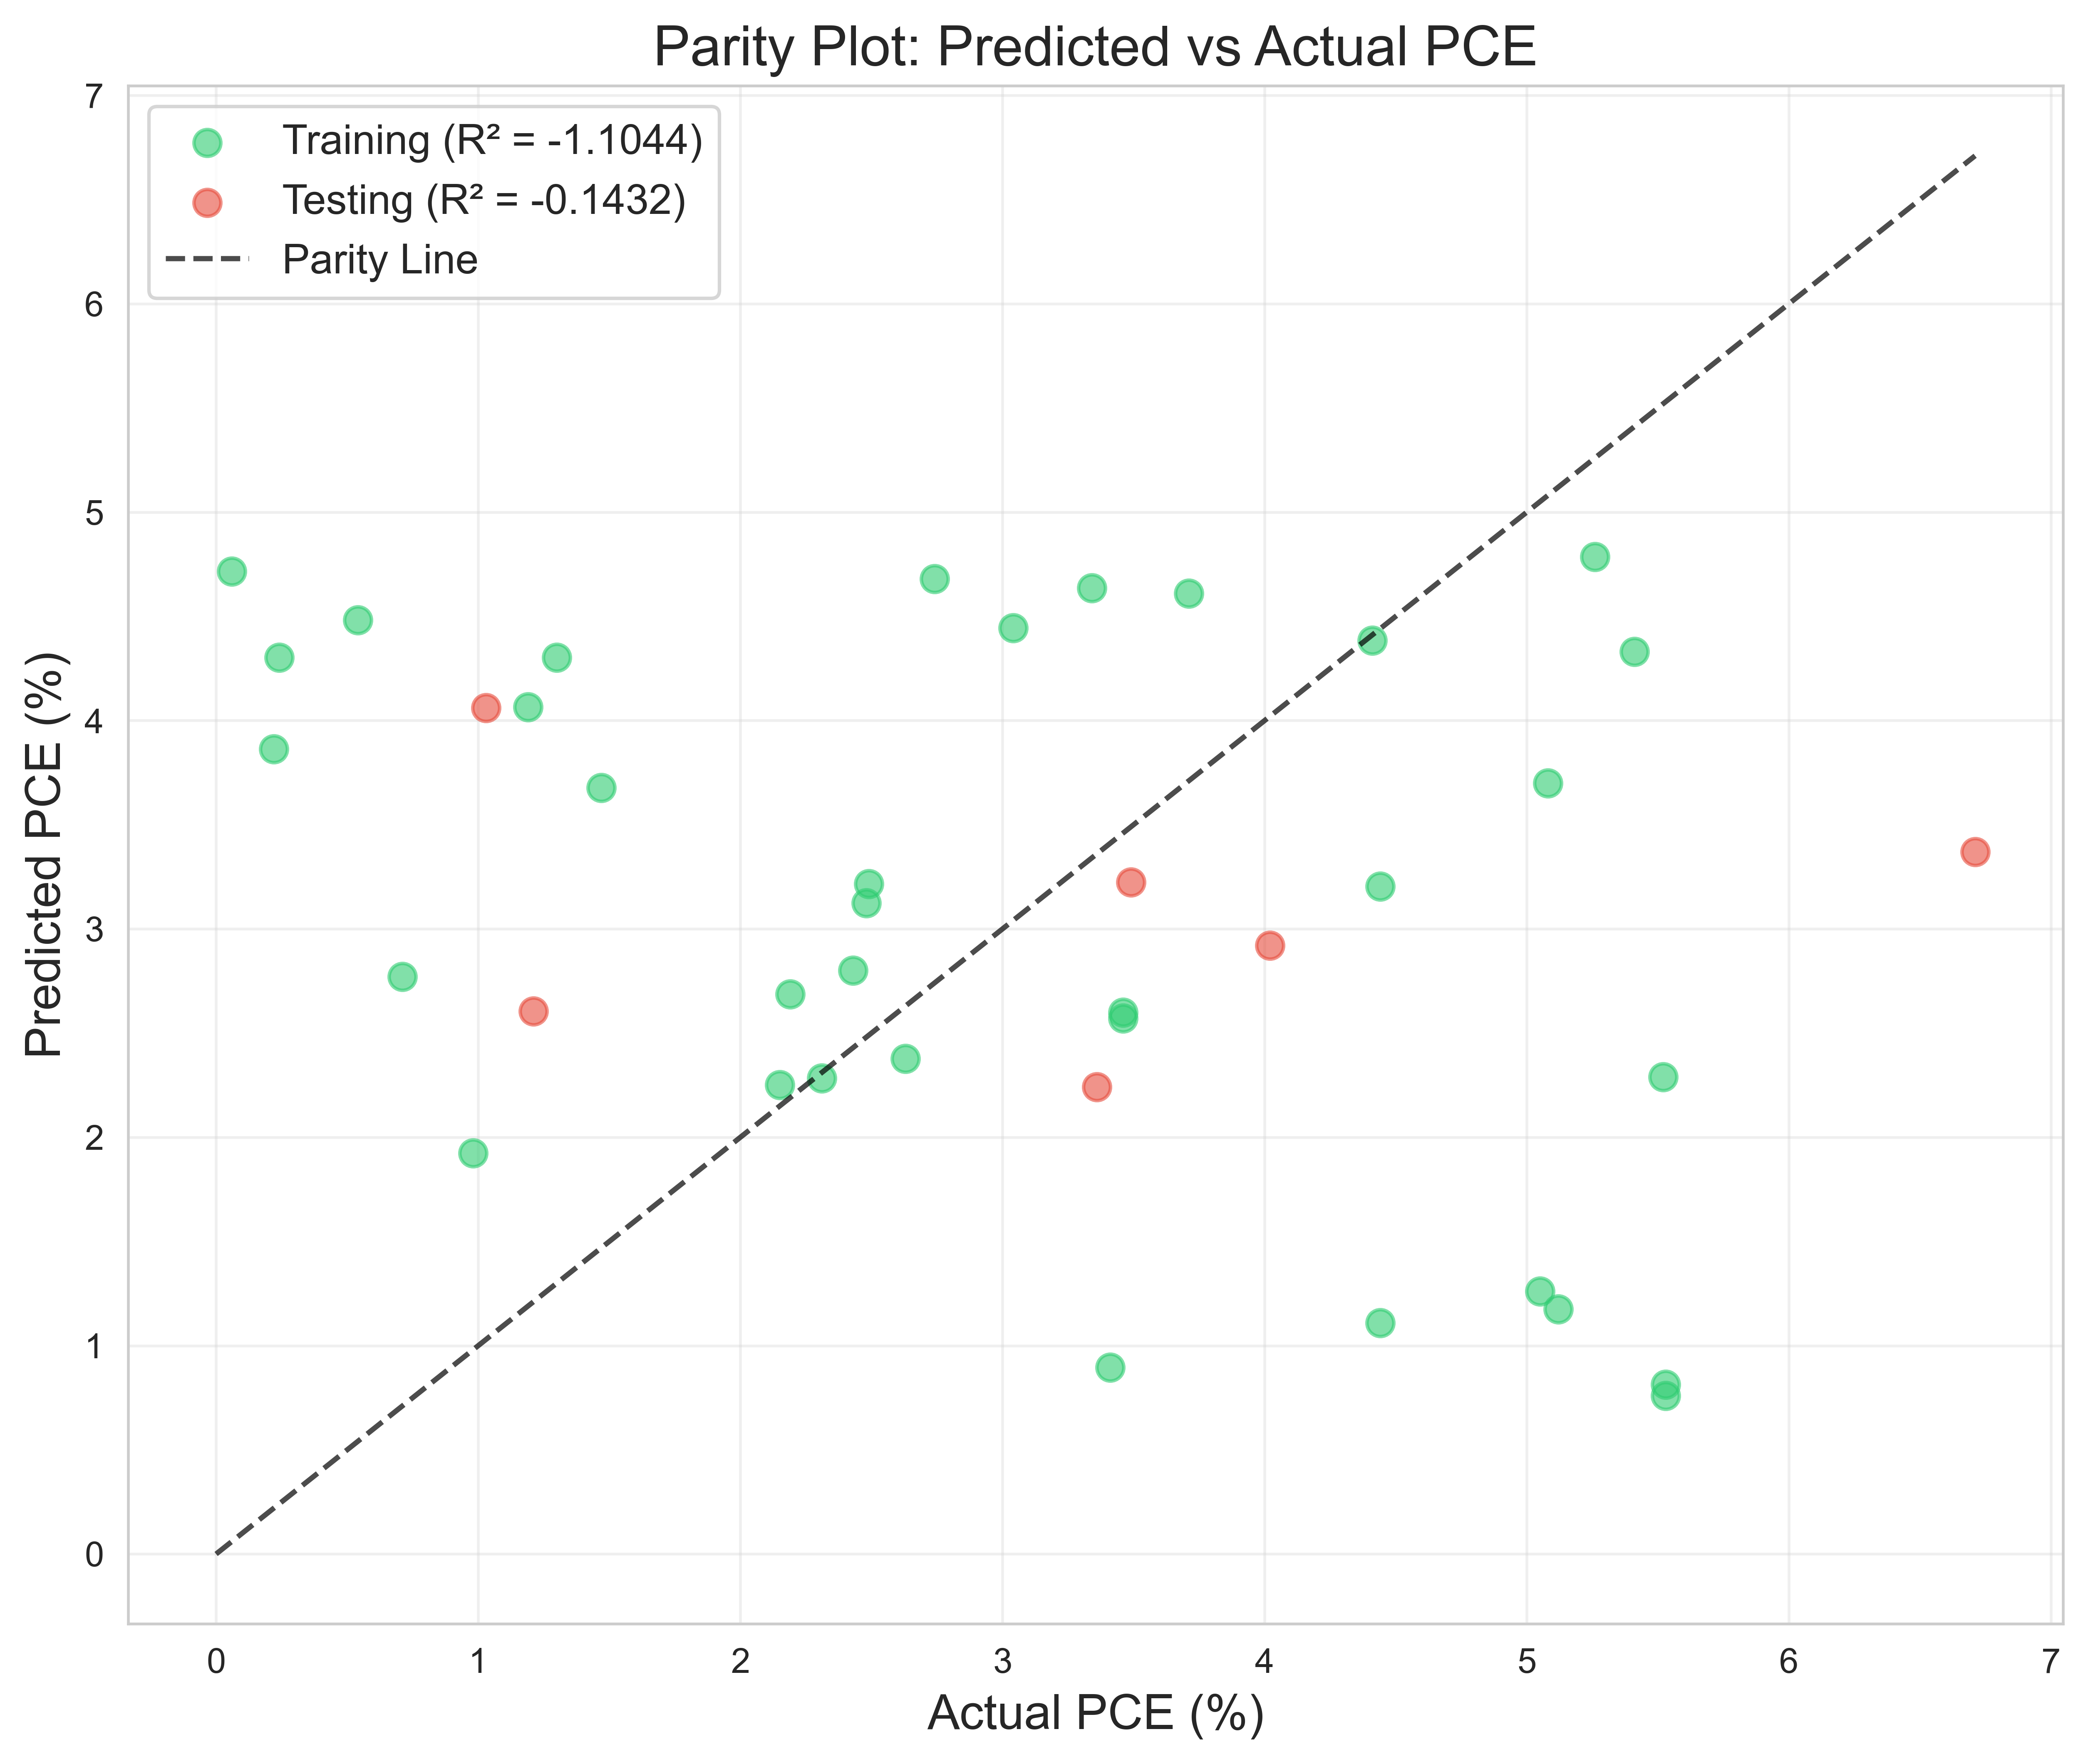 Parity Plot: Predicted vs Actual PCE
Training (R² = -1.1044)
Testing (R² = -0.1432)
Parity Line
Predicted PCE (%)
7
6
5
4
3
2
1
0
0 1 2 3 4 5 6 7
Actual PCE (%)